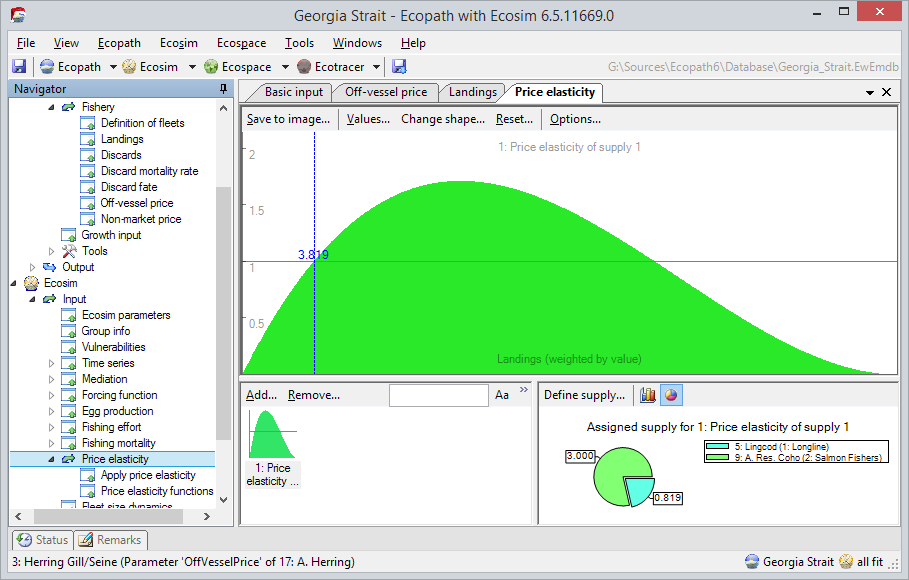 Georgia Strait - Ecopath with Ecosim 6.5.11669.0
File View Ecopath Ecosim Ecospace Tools Windows Help
Ecopath Ecosim Ecospace Ecotracer G:\Sources\Ecopath6\Database\Georgia_Strait.EwEmdb
Navigator
Fishery
Definition of fleets
Landings
Discards
Discard mortality rate
Discard fate
Off-vessel price
Non-market price
Growth input
Tools
Output
Ecosim
Input
Ecosim parameters
Group info
Vulnerabilities
Time series
Mediation
Forcing function
Egg production
Fishing effort
Fishing mortality
Price elasticity
Apply price elasticity
Price elasticity functions
Fleet size dynamics
Basic input Off-vessel price Landings Price elasticity
Save to image... Values... Change shape... Reset... Options...
1: Price elasticity of supply 1
2
1.5
3.819
1
0.5
Landings (weighted by value)
Add... Remove... Aa »
1: Price
elasticity ...
Define supply...
Assigned supply for 1: Price elasticity of supply 1
5: Lingcod (1: Longline)
9: A. Res. Coho (2: Salmon Fishers)
3.000
0.819
Status Remarks
3: Herring Gill/Seine (Parameter 'OffVesselPrice' of 17: A. Herring) Georgia Strait all fit